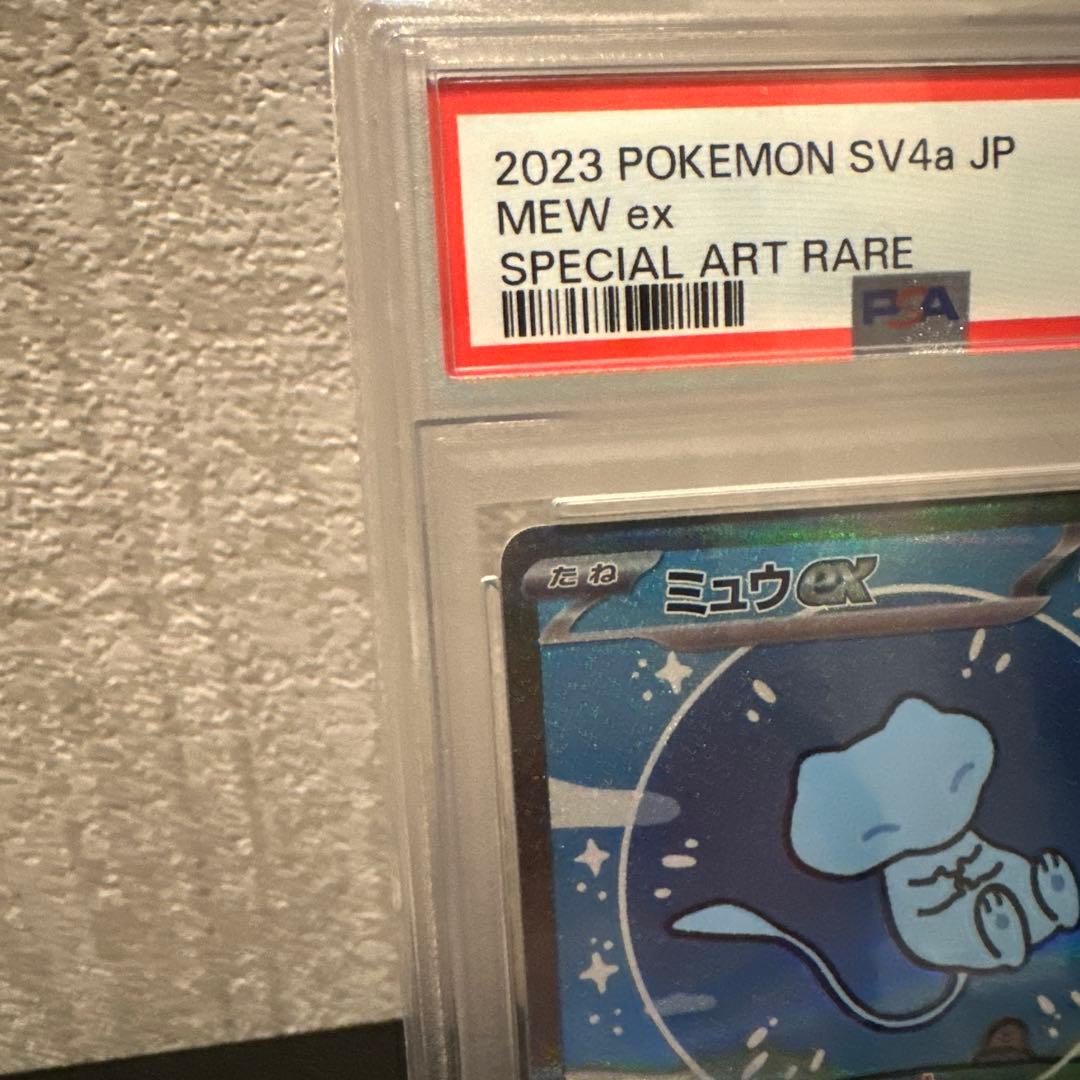 2023 POKEMON SV4a JP
MEW ex
SPECIAL ART RARE
PSA
たね
ミュウex